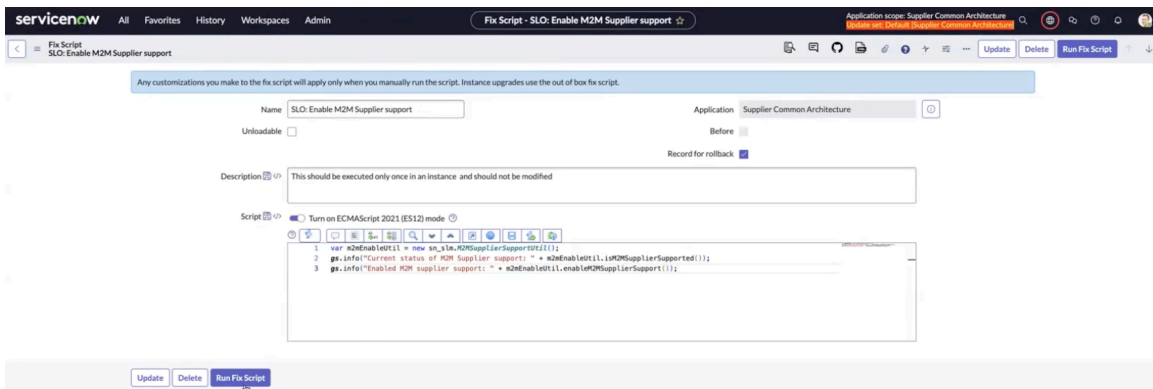 servicenow All Favorites History Workspaces Admin Fix Script - SLO: Enable M2M Supplier support Application scope: Supplier Common Architecture
Update set: Default [Supplier Common Architecture]
Fix Script
SLO: Enable M2M Supplier support
Update Delete Run Fix Script
Any customizations you make to the fix script will apply only when you manually run the script. Instance upgrades use the out of box fix script.
Name SLO: Enable M2M Supplier support Application Supplier Common Architecture
Unloadable Before
Record for rollback
Description This should be executed only once in an instance and should not be modified
Script Turn on ECMAScript 2021 (ES12) mode
1 var m2mEnableUtil = new sn_slm.M2MSupplierSupportUtil();
2 gs.info("Current status of M2M Supplier support: " + m2mEnableUtil.isM2MSupplierSupported());
3 gs.info("Enabled M2M supplier support: " + m2mEnableUtil.enableM2MSupplierSupport());
Update Delete Run Fix Script